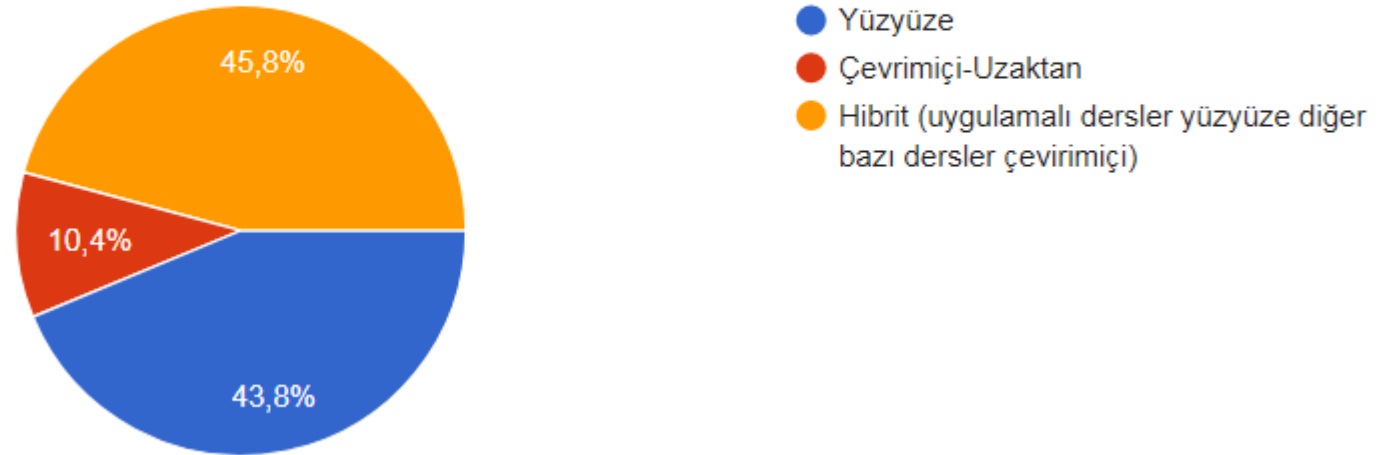 45,8%
10,4%
43,8%
Yüzyüze
Çevrimiçi-Uzaktan
Hibrit (uygulamalı dersler yüzyüze diğer
bazı dersler çevirimiçi)